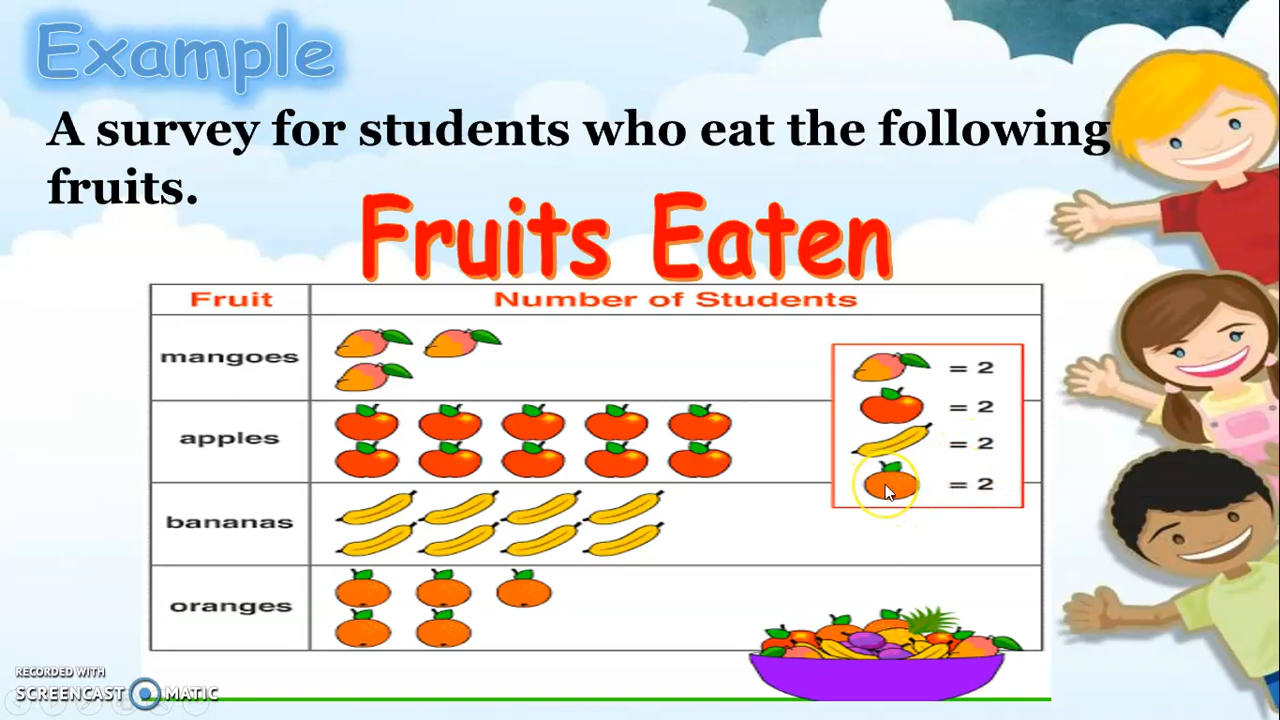 Example
A survey for students who eat the following
fruits.
Fruits Eaten
Fruit Number of Students
mangoes
= 2
apples
= 2
= 2
bananas
= 2
oranges
RECORDED WITH
SCREENCAST MATIC